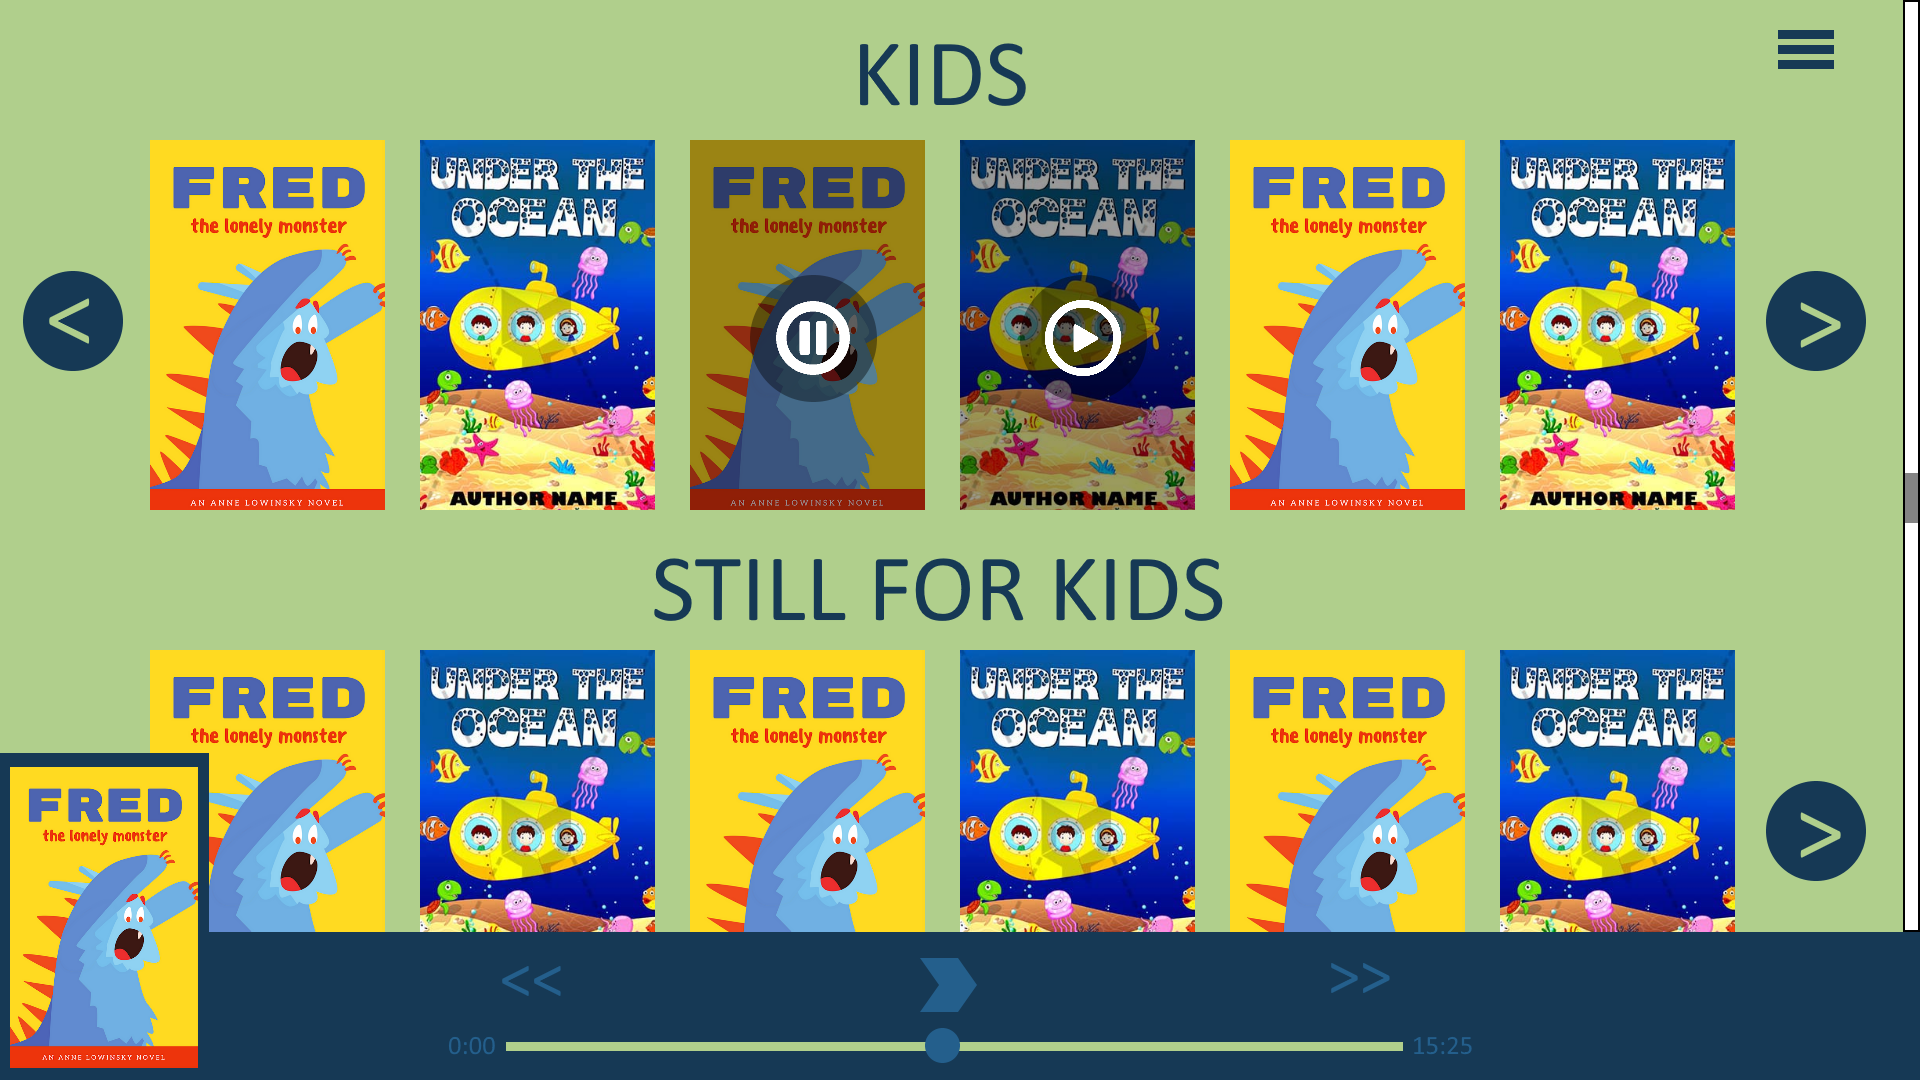 KIDS
FRED
the lonely monster
AN ANNE LOWINSKY NOVEL
UNDER THE
OCEAN
AUTHOR NAME
FRED
the lonely monster
AN ANNE LOWINSKY NOVEL
UNDER THE
OCEAN
AUTHOR NAME
FRED
the lonely monster
AN ANNE LOWINSKY NOVEL
UNDER THE
OCEAN
AUTHOR NAME
<
>
STILL FOR KIDS
FRED
the lonely monster
UNDER THE
OCEAN
FRED
the lonely monster
UNDER THE
OCEAN
FRED
the lonely monster
UNDER THE
OCEAN
>
FRED
the lonely monster
AN ANNE LOWINSKY NOVEL
<< >>
0:00 15:25